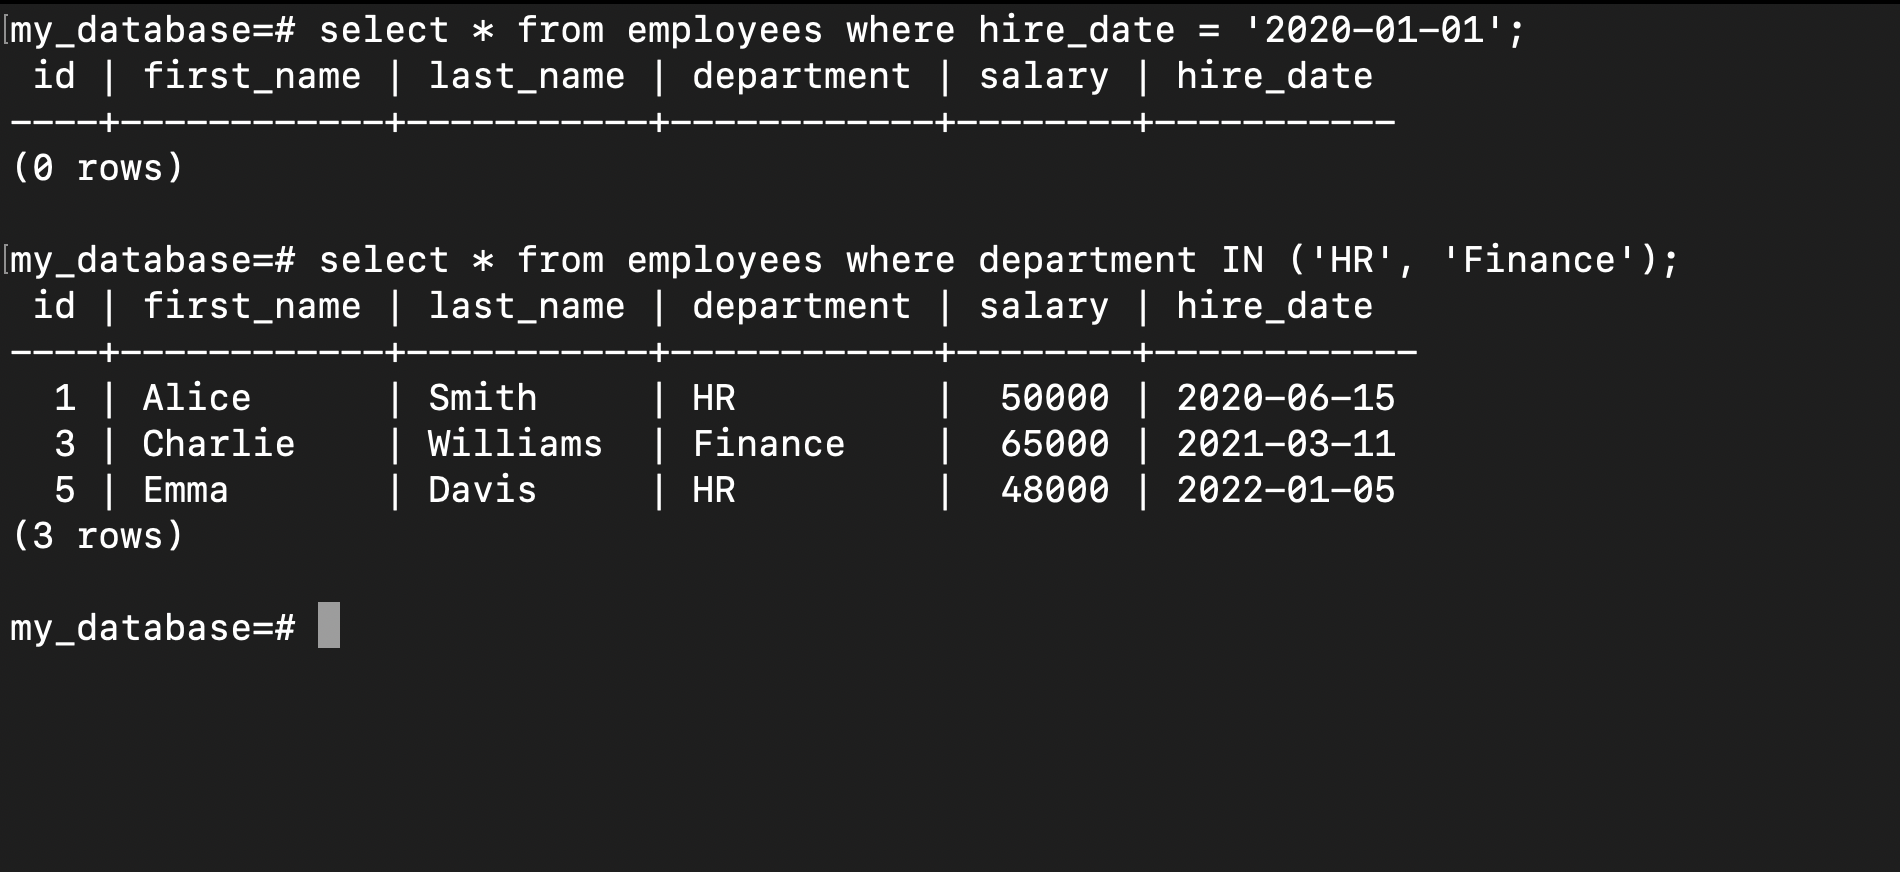 [my_database=# select * from employees where hire_date = '2020-01-01';
 id | first_name | last_name | department | salary | hire_date
----+------------+-----------+------------+--------+-----------
(0 rows)

[my_database=# select * from employees where department IN ('HR', 'Finance');
 id | first_name | last_name | department | salary | hire_date
----+------------+-----------+------------+--------+------------
  1 | Alice      | Smith     | HR         |  50000 | 2020-06-15
  3 | Charlie    | Williams  | Finance    |  65000 | 2021-03-11
  5 | Emma       | Davis     | HR         |  48000 | 2022-01-05
(3 rows)

my_database=#